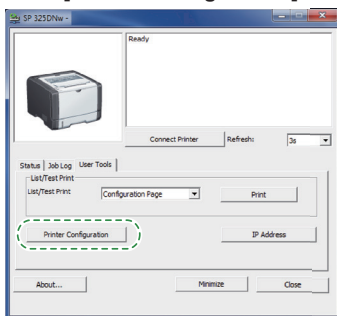 SP 325DNw -
Ready
Connect Printer Refresh: 3s
Status Job Log User Tools
List/Test Print
List/Test Print Configuration Page Print
Printer Configuration IP Address
About... Minimize Close